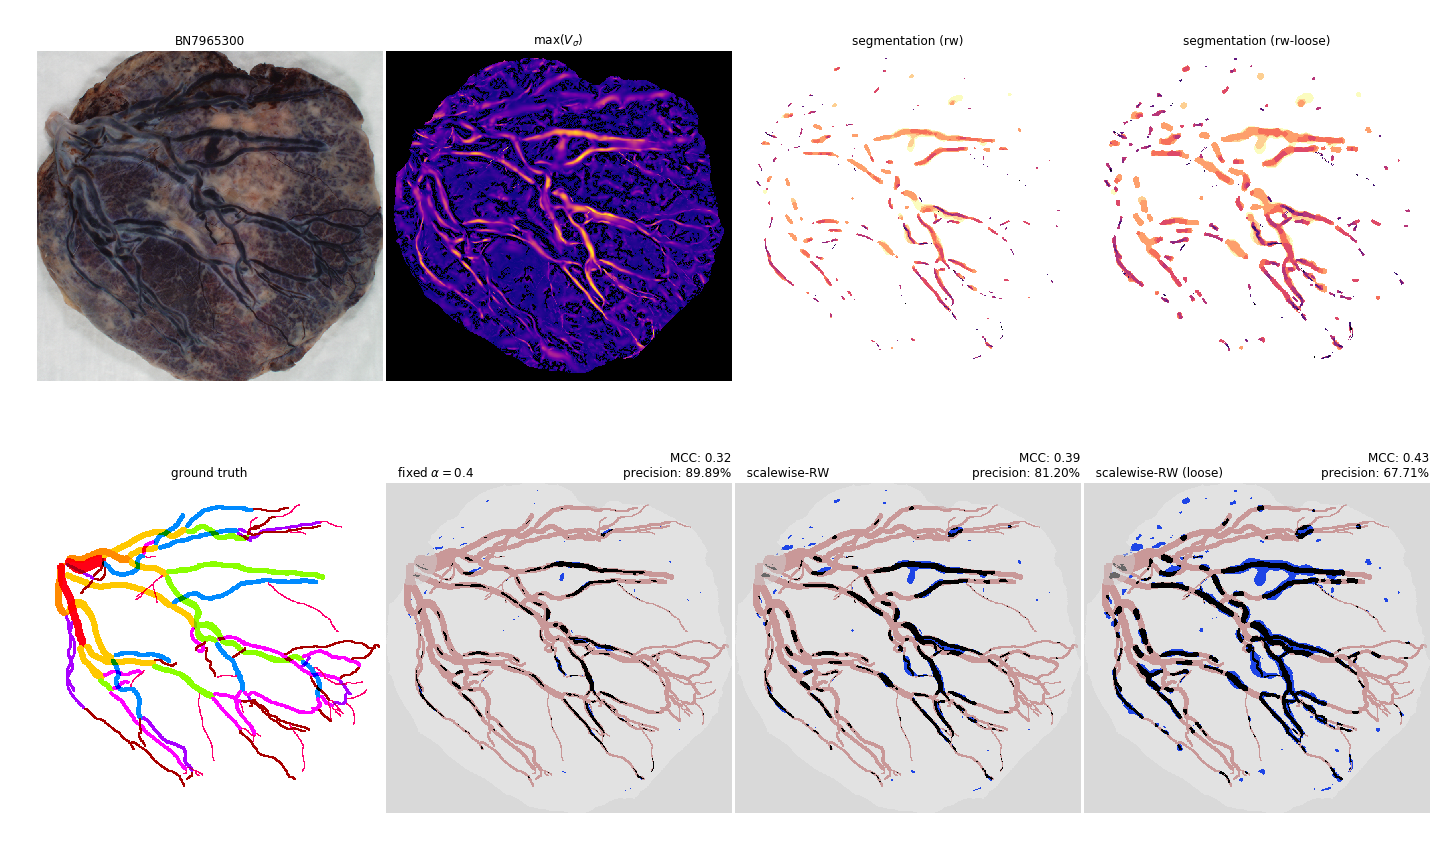 BN7965300
max(V_σ)
segmentation (rw)
segmentation (rw-loose)
ground truth
fixed α = 0.4
MCC: 0.32
precision: 89.89%
scalewise-RW
MCC: 0.39
precision: 81.20%
scalewise-RW (loose)
MCC: 0.43
precision: 67.71%